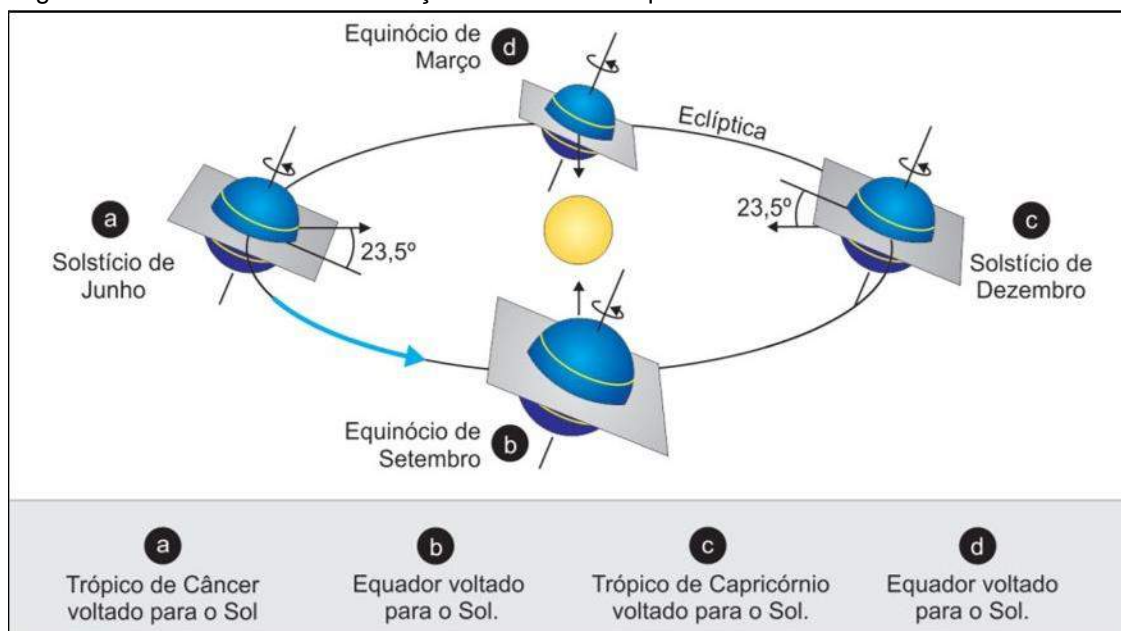 Equinócio de
Março
d
Eclíptica
a
Solstício de
Junho
23,5º
23,5º
c
Solstício de
Dezembro
Equinócio de
Setembro
b
a
Trópico de Câncer
voltado para o Sol
b
Equador voltado
para o Sol.
c
Trópico de Capricórnio
voltado para o Sol.
d
Equador voltado
para o Sol.